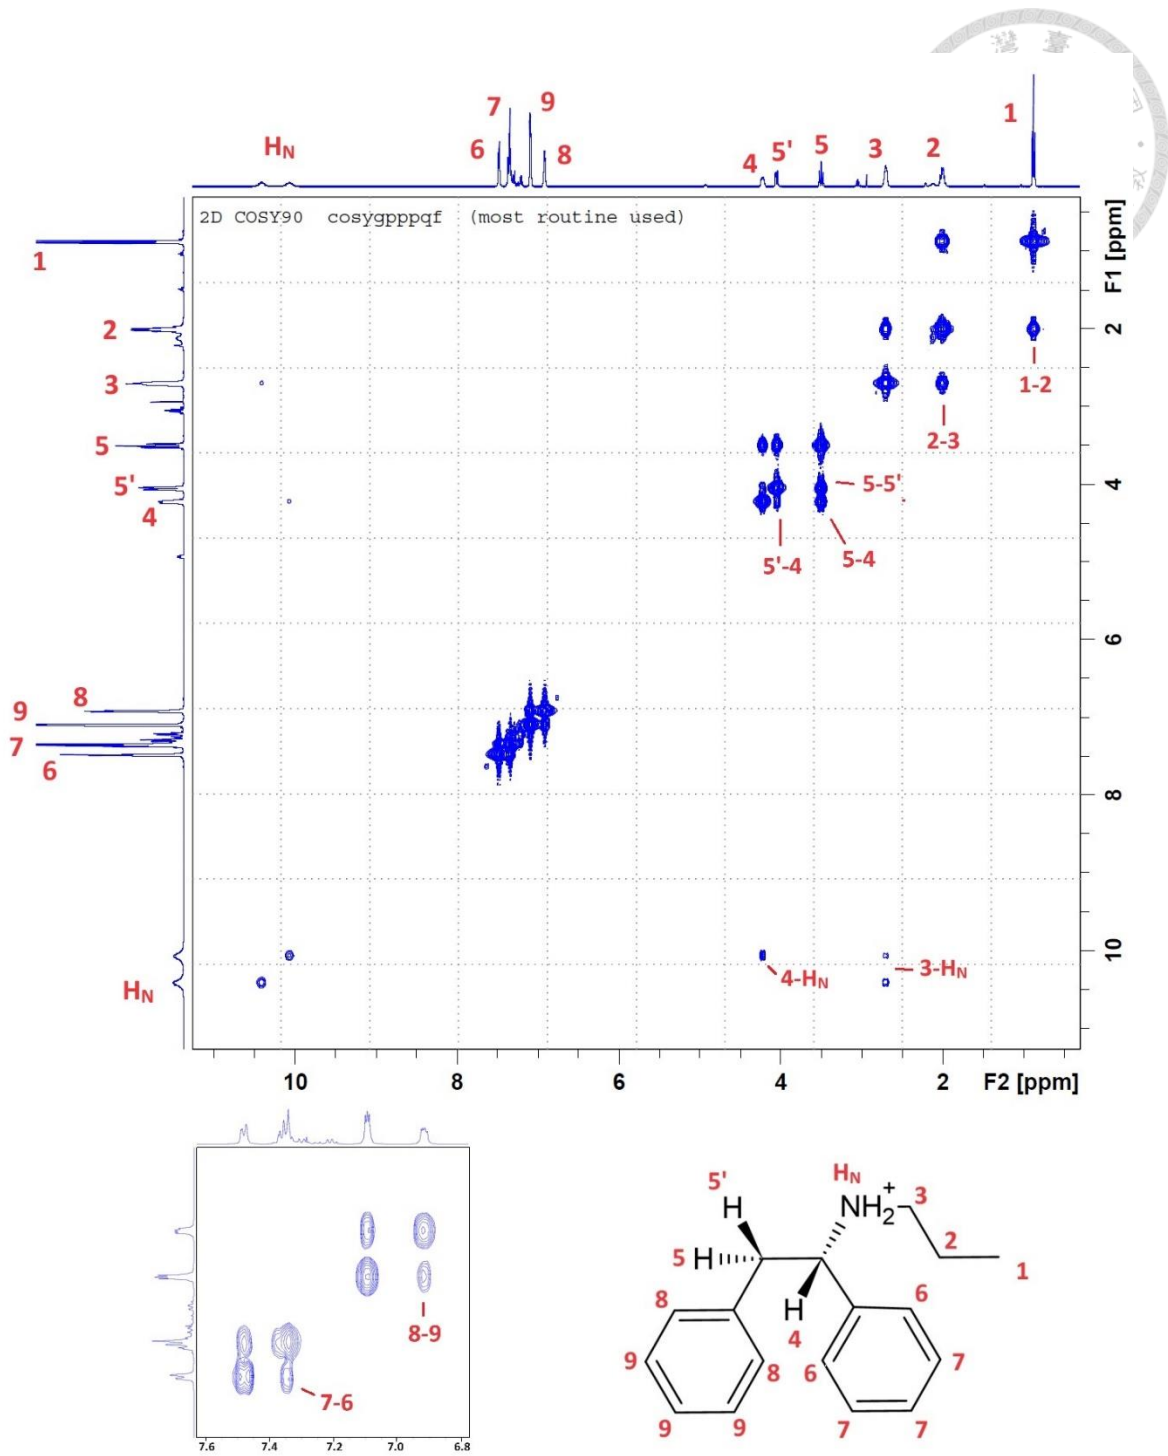 灣 臺
H_N 6 7 9 8 4 5' 5 3 2 1
2D COSY90 cosygpppqf (most routine used)
1
2
3
5
5'
4
8
9
7
6
H_N
1-2
2-3
5-5'
5'-4
5-4
4-H_N
3-H_N
F1 [ppm]
2
4
6
8
10
10 8 6 4 2 F2 [ppm]
8-9
7-6
7.6 7.4 7.2 7.0 6.8
5' H H_N NH2+ 3
5 H 2 1
8 H 4 6
9 8 6 7
9 9 7 7